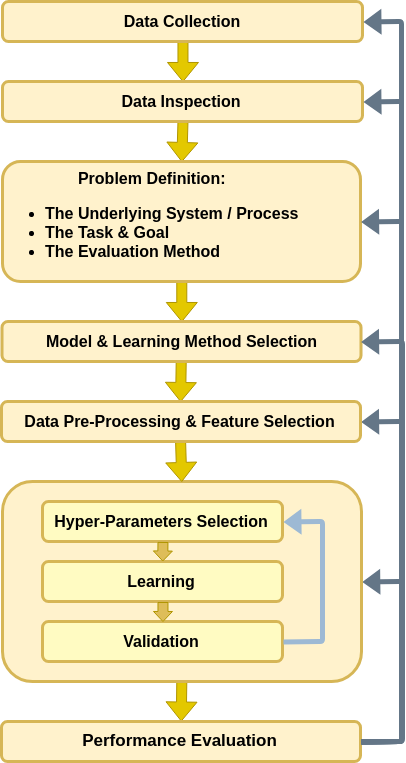 Data Collection
Data Inspection
Problem Definition:
• The Underlying System / Process
• The Task & Goal
• The Evaluation Method
Model & Learning Method Selection
Data Pre-Processing & Feature Selection
Hyper-Parameters Selection
Learning
Validation
Performance Evaluation